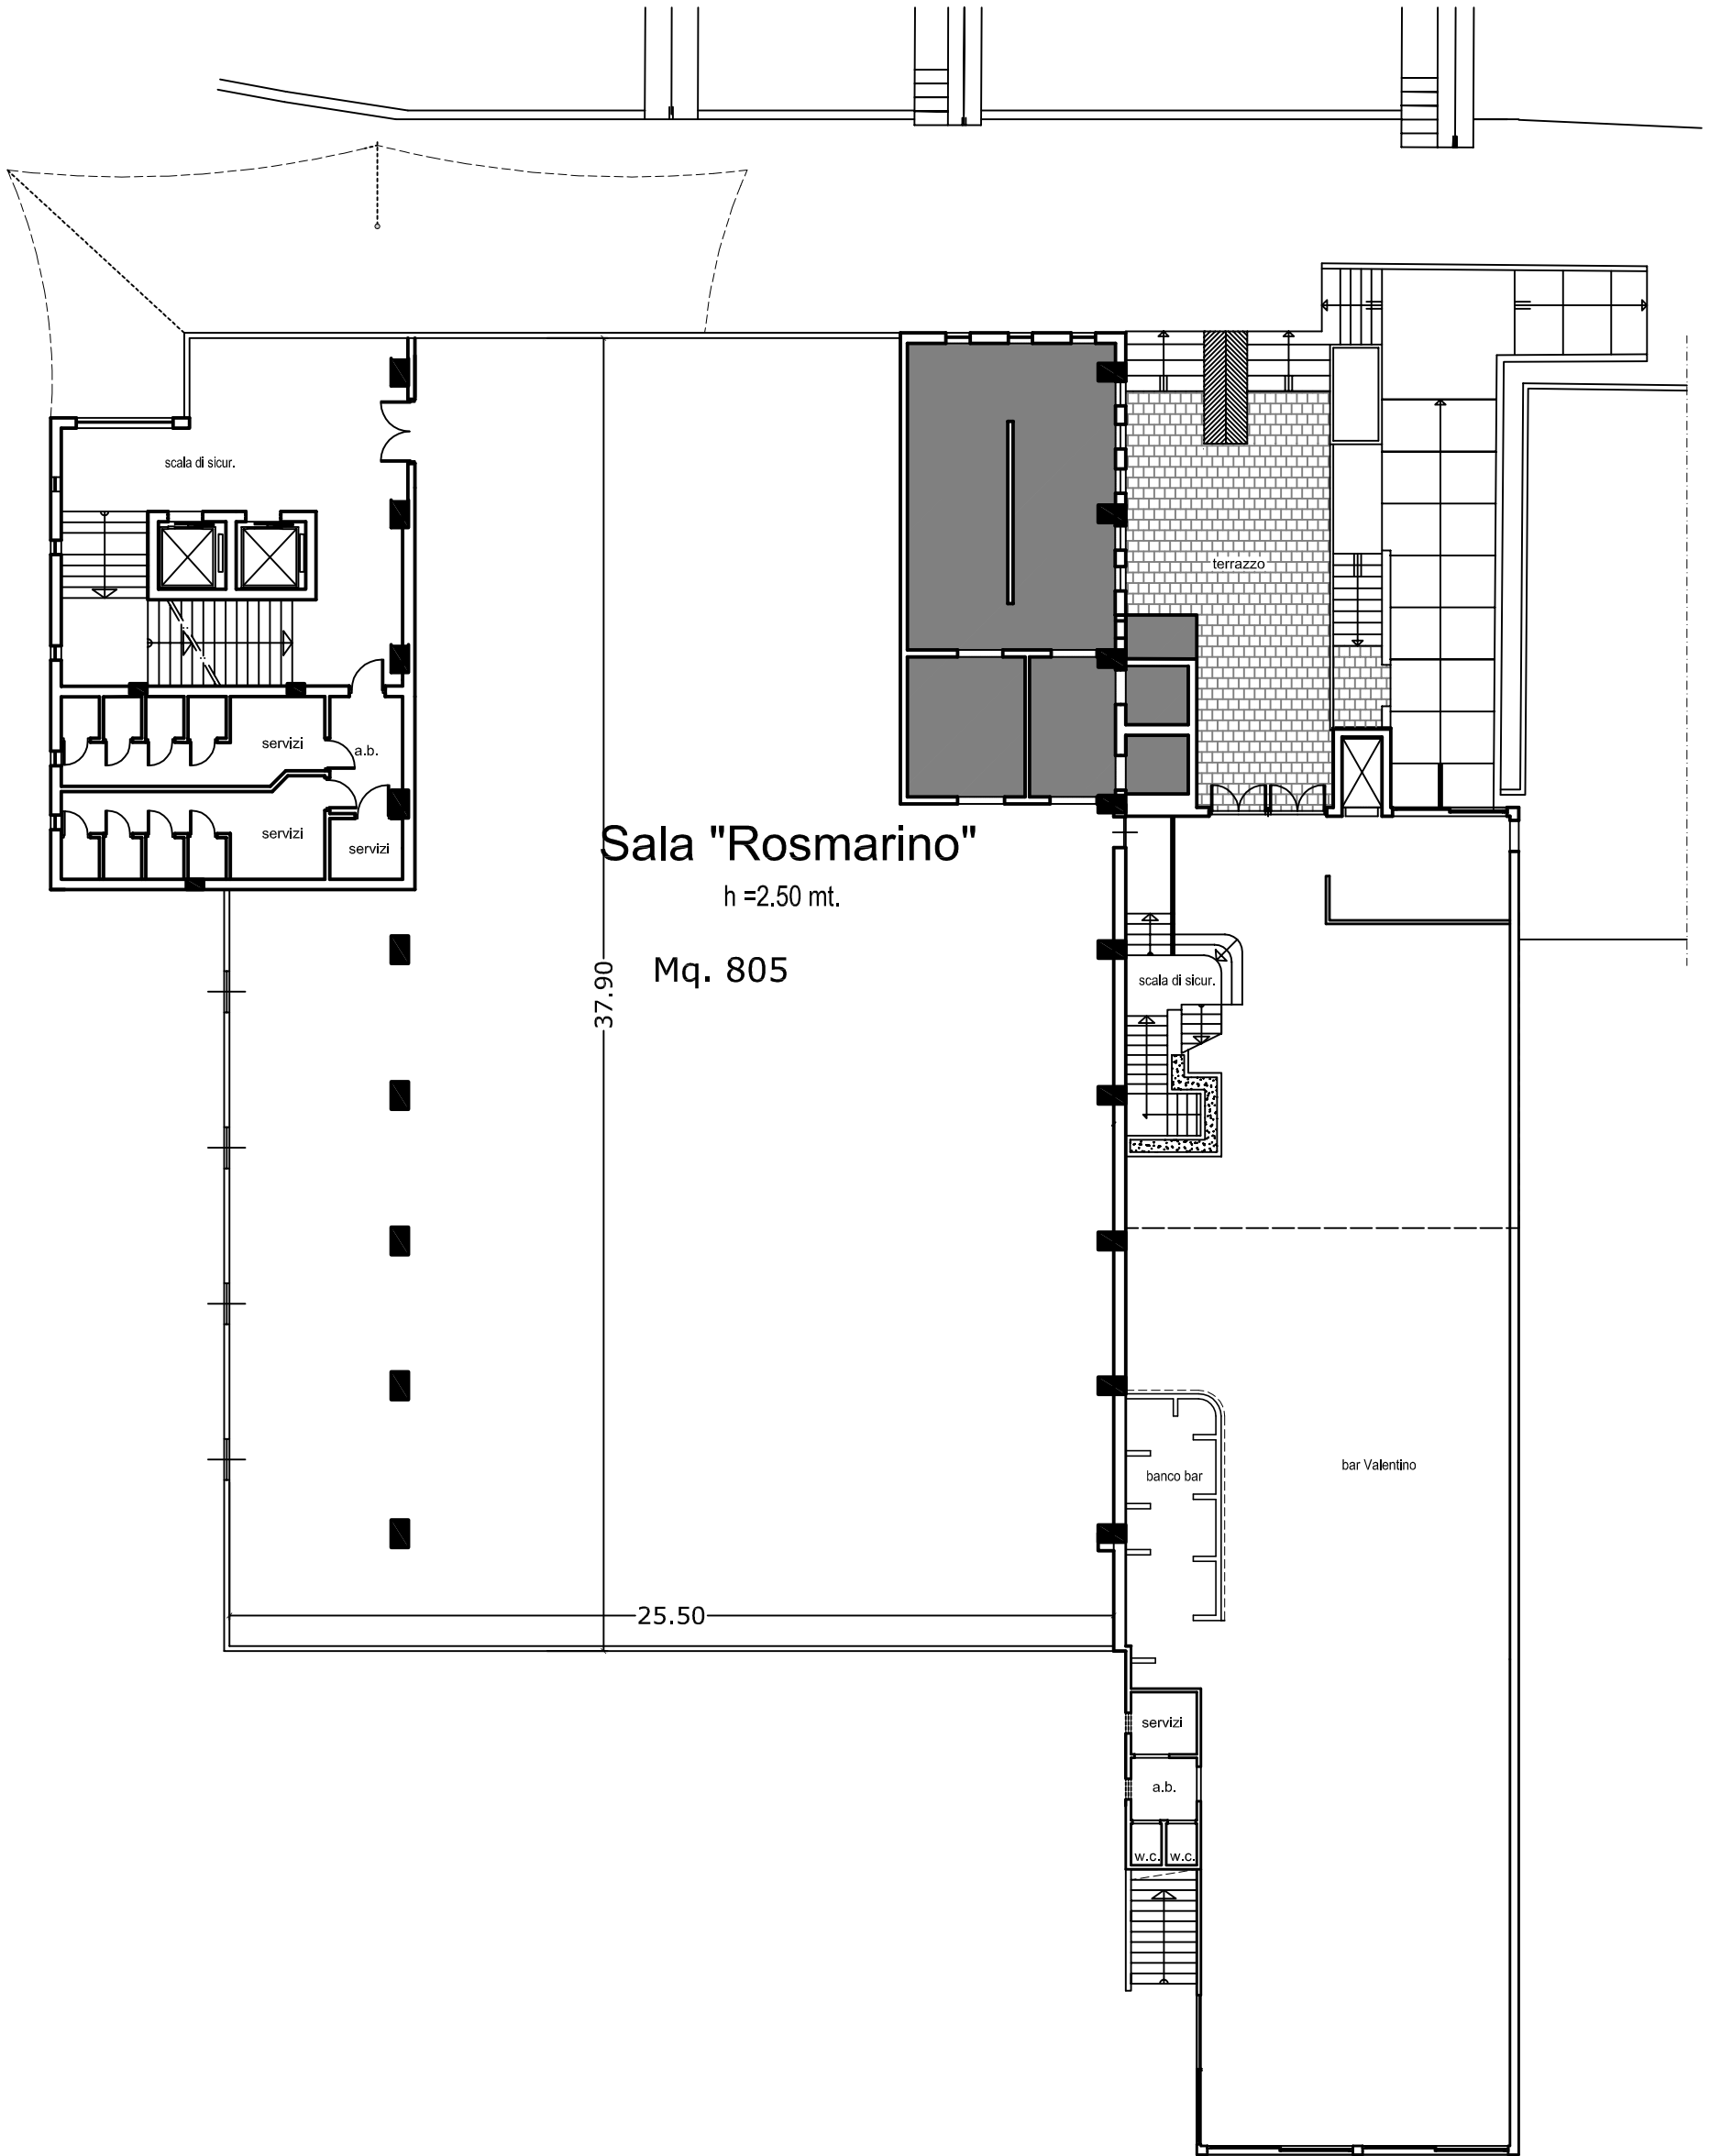 scala di sicur.
terrazzo
servizi
a.b.
servizi
servizi
Sala "Rosmarino"
h =2.50 mt.
Mq. 805
37.90
scala di sicur.
bar Valentino
banco bar
25.50
servizi
a.b.
w.c.
w.c.